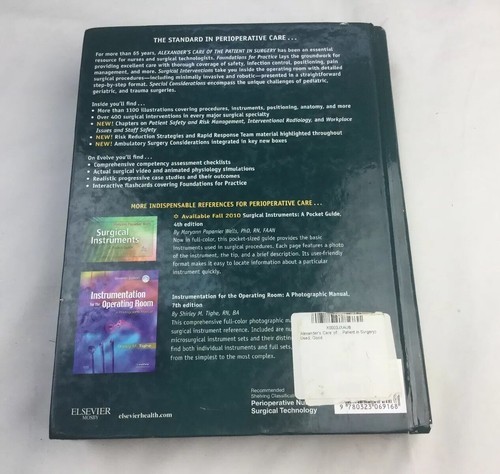 THE STANDARD IN PERIOPERATIVE CARE . . .
For more than 65 years, ALEXANDER'S CARE OF THE PATIENT IN SURGERY has been an essential
resource for nurses and surgical technologists. Foundations for Practice lays the groundwork for
providing excellent care with thorough coverage of safety, infection control, positioning, pain
management, and more. Surgical Interventions take you inside the operating room with detailed
surgical procedures—including minimally invasive and robotic—presented in a straightforward
step-by-step format. Special Considerations encompass the unique challenges of pediatric,
geriatric, and trauma surgeries.
Inside you'll find . . .
• More than 1300 illustrations covering procedures, instruments, positioning, anatomy, and more
• Over 400 surgical interventions in every major surgical specialty
• NEW! Chapters on Patient Safety and Risk Management, Interventional Radiology, and Workplace
Issues and Staff Safety
• NEW! Risk Reduction Strategies and Rapid Response Team material highlighted throughout
• NEW! Ambulatory Surgery Considerations integrated in key new boxes
On Evolve you'll find . . .
• Comprehensive competency assessment checklists
• Actual surgical video and animated physiology simulations
• Realistic progressive case studies and their outcomes
• Interactive flashcards covering Foundations for Practice
MORE INDISPENSABLE REFERENCES FOR PERIOPERATIVE CARE . . .
Available Fall 2010 Surgical Instruments: A Pocket Guide,
4th edition
By Maryann Papanier Wells, PhD, RN, FAAN
Now in full-color, this pocket-sized guide provides the basic
instruments used in surgical procedures. Each page features a photo
of the instrument, the tip, and a brief description. Its user-friendly
format makes it easy to locate information about a particular
instrument quickly.
Surgical
Instruments
Instrumentation for the Operating Room: A Photographic Manual,
7th edition
By Shirley M. Tighe, RN, BA
This comprehensive full-color photographic
surgical instrument reference. Included are
microsurgical instrument sets and their
find both individual instruments and full sets,
from the simplest to the most complex.
Instrumentation
for the Operating Room
Alexander's Care of
Used, Good
Recommended
Shelving
Perioperative
Surgical Technology
9 780323 069168
ELSEVIER
MOSBY
elsevierhealth.com